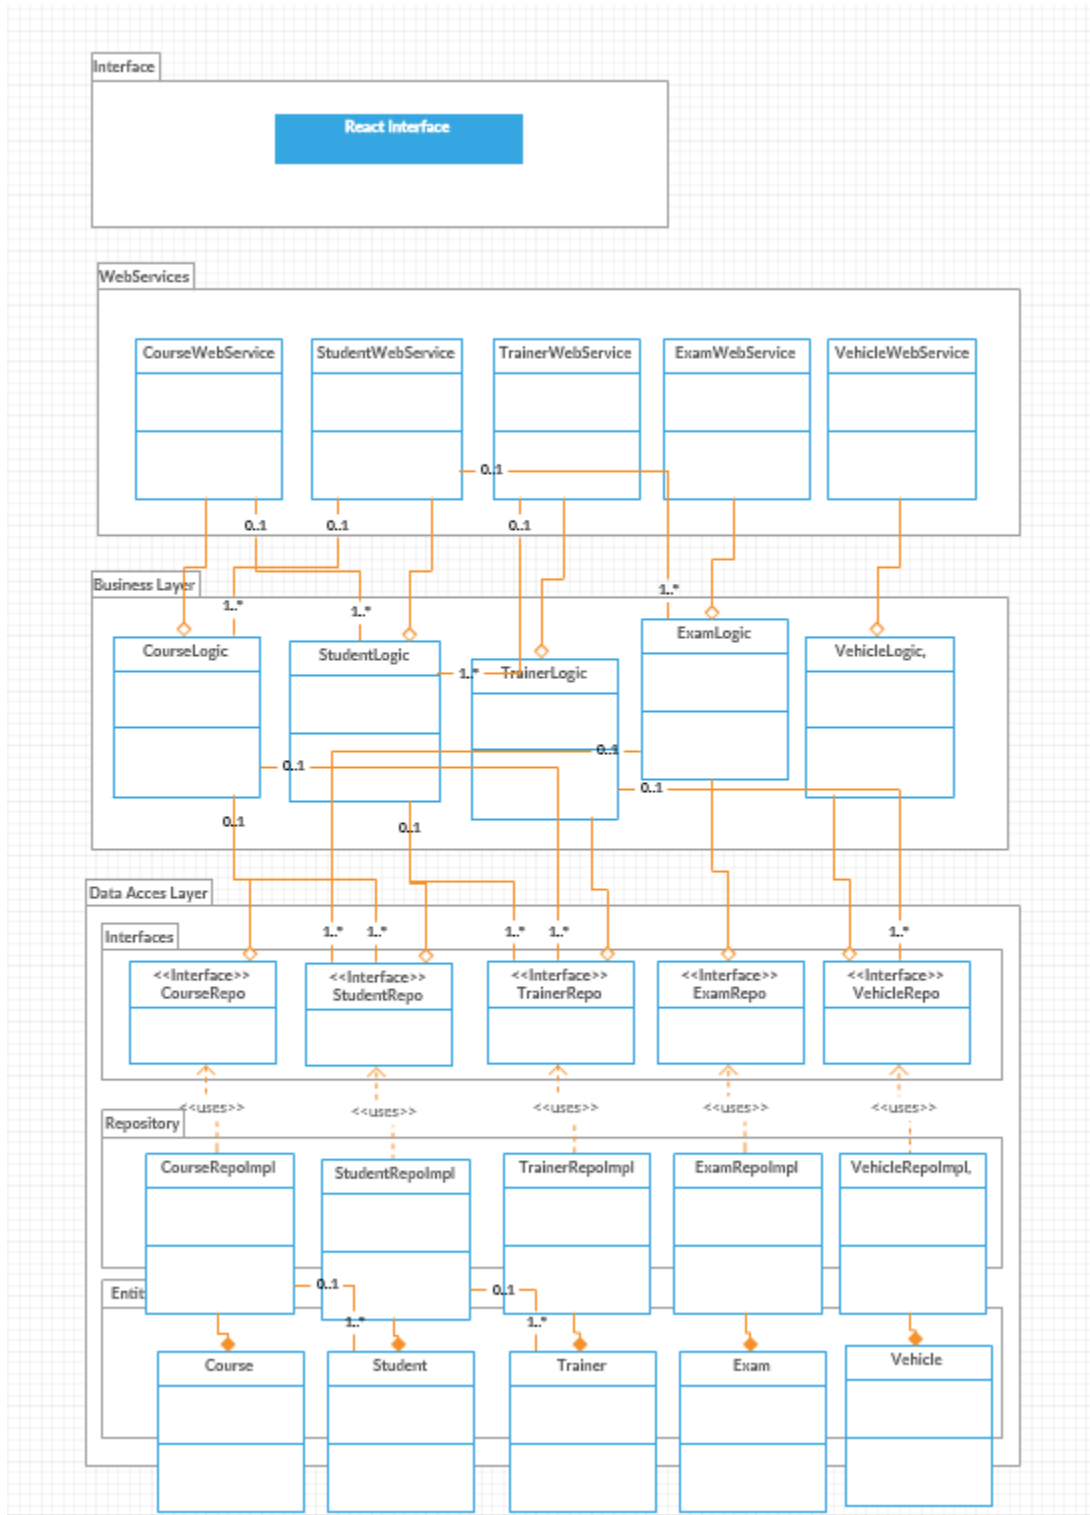 Interface
React Interface
WebServices
CourseWebService
StudentWebService
TrainerWebService
ExamWebService
VehicleWebService
0..1
0..1
0..1
0..1
Business Layer
1..*
1..*
1..*
CourseLogic
StudentLogic
TrainerLogic
ExamLogic
VehicleLogic,
1..*
0..1
0..1
0..1
0..1
0..1
Data Acces Layer
Interfaces
1..*
1..*
1..*
1..*
1..*
<<Interface>>
CourseRepo
<<Interface>>
StudentRepo
<<Interface>>
TrainerRepo
<<Interface>>
ExamRepo
<<Interface>>
VehicleRepo
<<uses>>
<<uses>>
<<uses>>
<<uses>>
<<uses>>
Repository
CourseRepoImpl
StudentRepoImpl
TrainerRepoImpl
ExamRepoImpl
VehicleRepoImpl,
Entit
0..1
0..1
1..*
1..*
Course
Student
Trainer
Exam
Vehicle